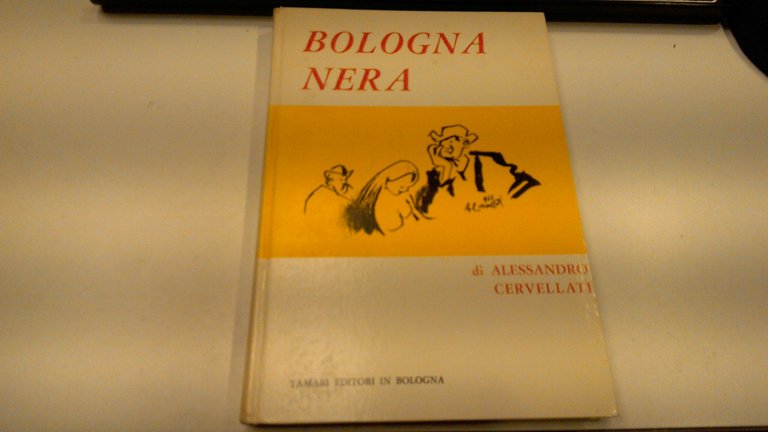 BOLOGNA
NERA
di ALESSANDRO
CERVELLATI
TAMARI EDITORI IN BOLOGNA